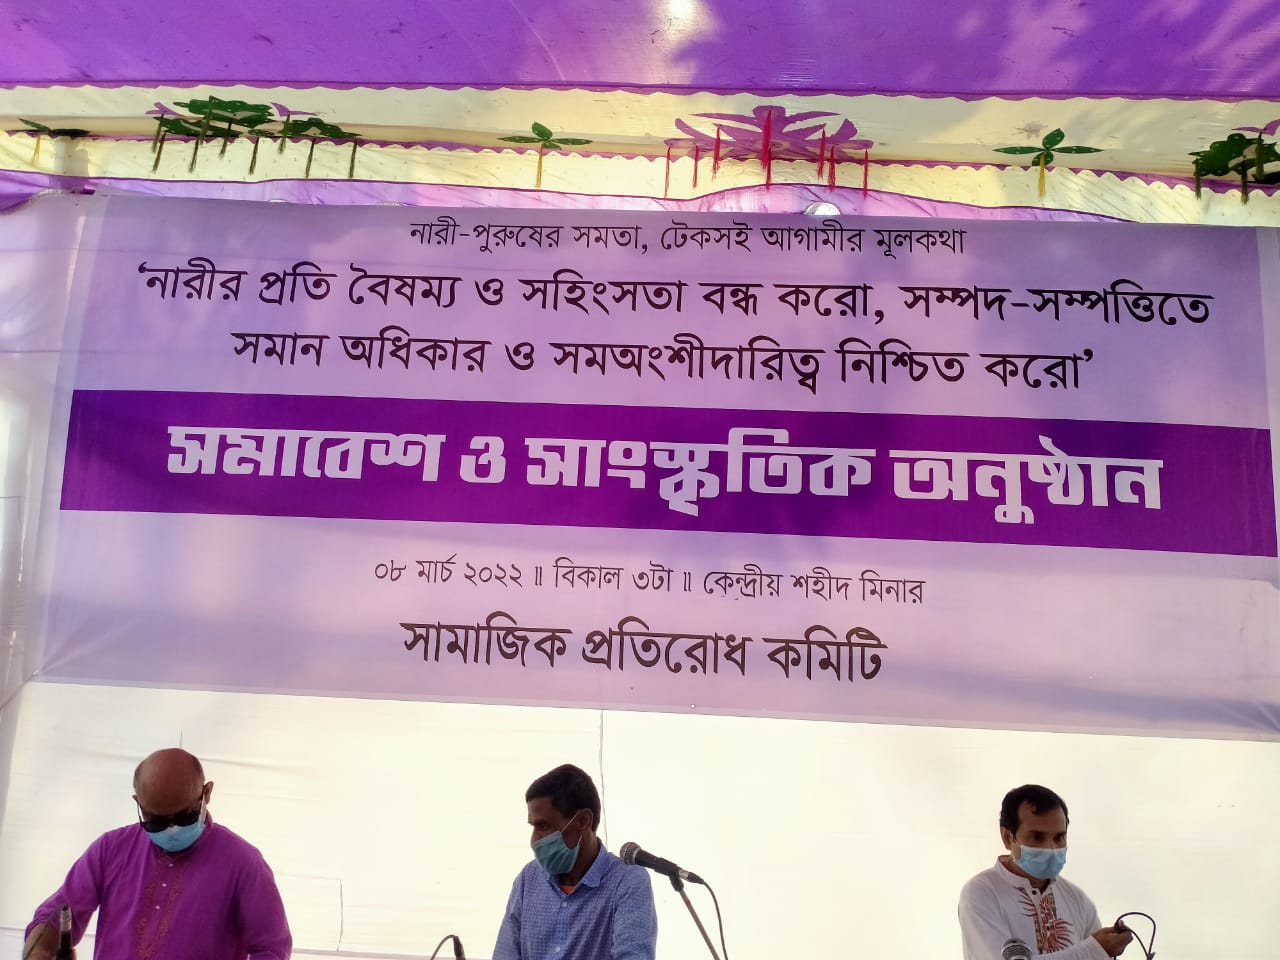 নারী-পুরুষের সমতা, টেকসই আগামীর মূলকথা
‘নারীর প্রতি বৈষম্য ও সহিংসতা বন্ধ করো, সম্পদ-সম্পত্তিতে
সমান অধিকার ও সমঅংশীদারিত্ব নিশ্চিত করো’
সমাবেশ ও সাংস্কৃতিক অনুষ্ঠান
০৮ মার্চ ২০২২ ॥ বিকাল ৩টা ॥ কেন্দ্রীয় শহীদ মিনার
সামাজিক প্রতিরোধ কমিটি